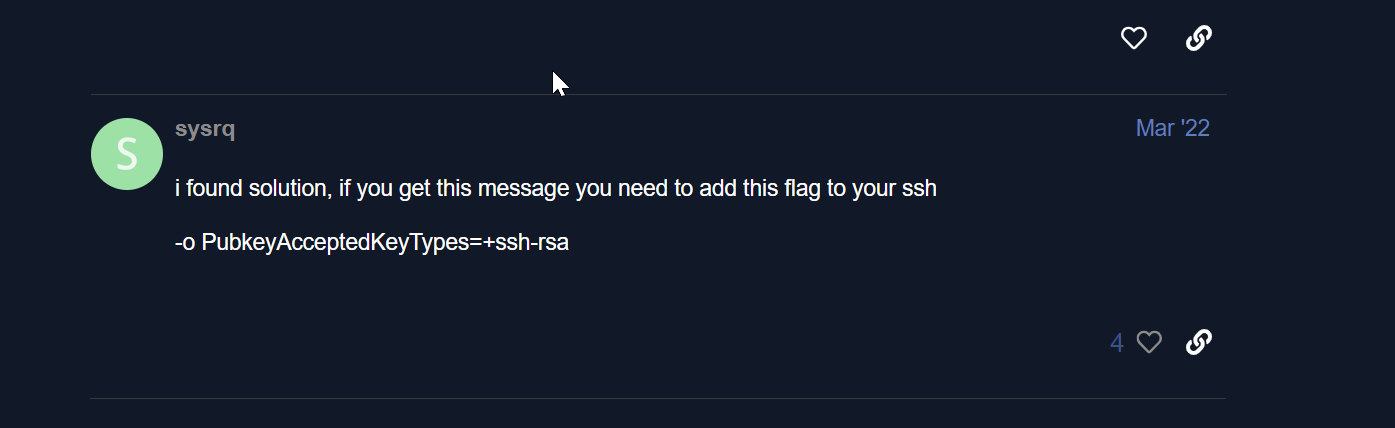 S
sysrq
Mar '22
i found solution, if you get this message you need to add this flag to your ssh
-o PubkeyAcceptedKeyTypes=+ssh-rsa
4